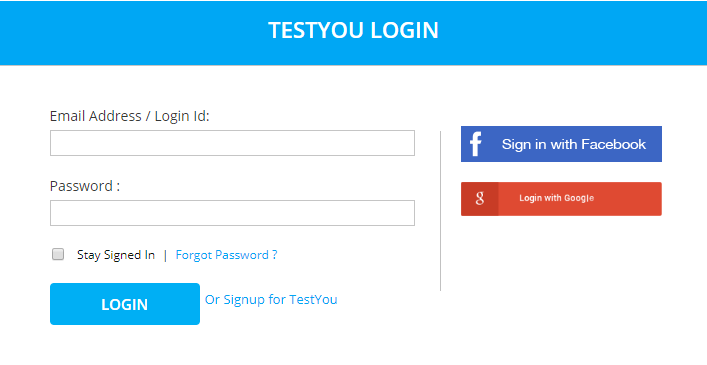 TESTYOU LOGIN
Email Address / Login Id:
Password :
Stay Signed In | Forgot Password ?
LOGIN Or Signup for TestYou
f Sign in with Facebook
g Login with Google